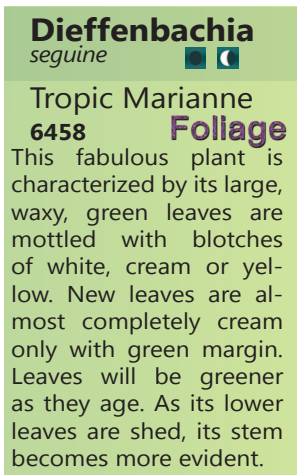 Dieffenbachia
seguine
Tropic Marianne
6458 Foliage
This fabulous plant is
characterized by its large,
waxy, green leaves are
mottled with blotches
of white, cream or yel-
low. New leaves are al-
most completely cream
only with green margin.
Leaves will be greener
as they age. As its lower
leaves are shed, its stem
becomes more evident.